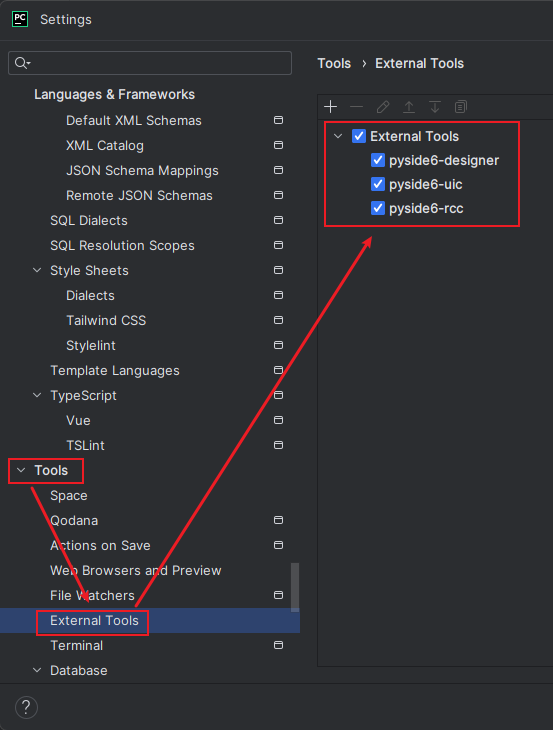 PC
Settings
Languages & Frameworks
Default XML Schemas
XML Catalog
JSON Schema Mappings
Remote JSON Schemas
SQL Dialects
SQL Resolution Scopes
Style Sheets
Dialects
Tailwind CSS
Stylelint
Template Languages
TypeScript
Vue
TSLint
Tools
Space
Qodana
Actions on Save
Web Browsers and Preview
File Watchers
External Tools
Terminal
Database
?
Tools › External Tools
External Tools
pyside6-designer
pyside6-uic
pyside6-rcc